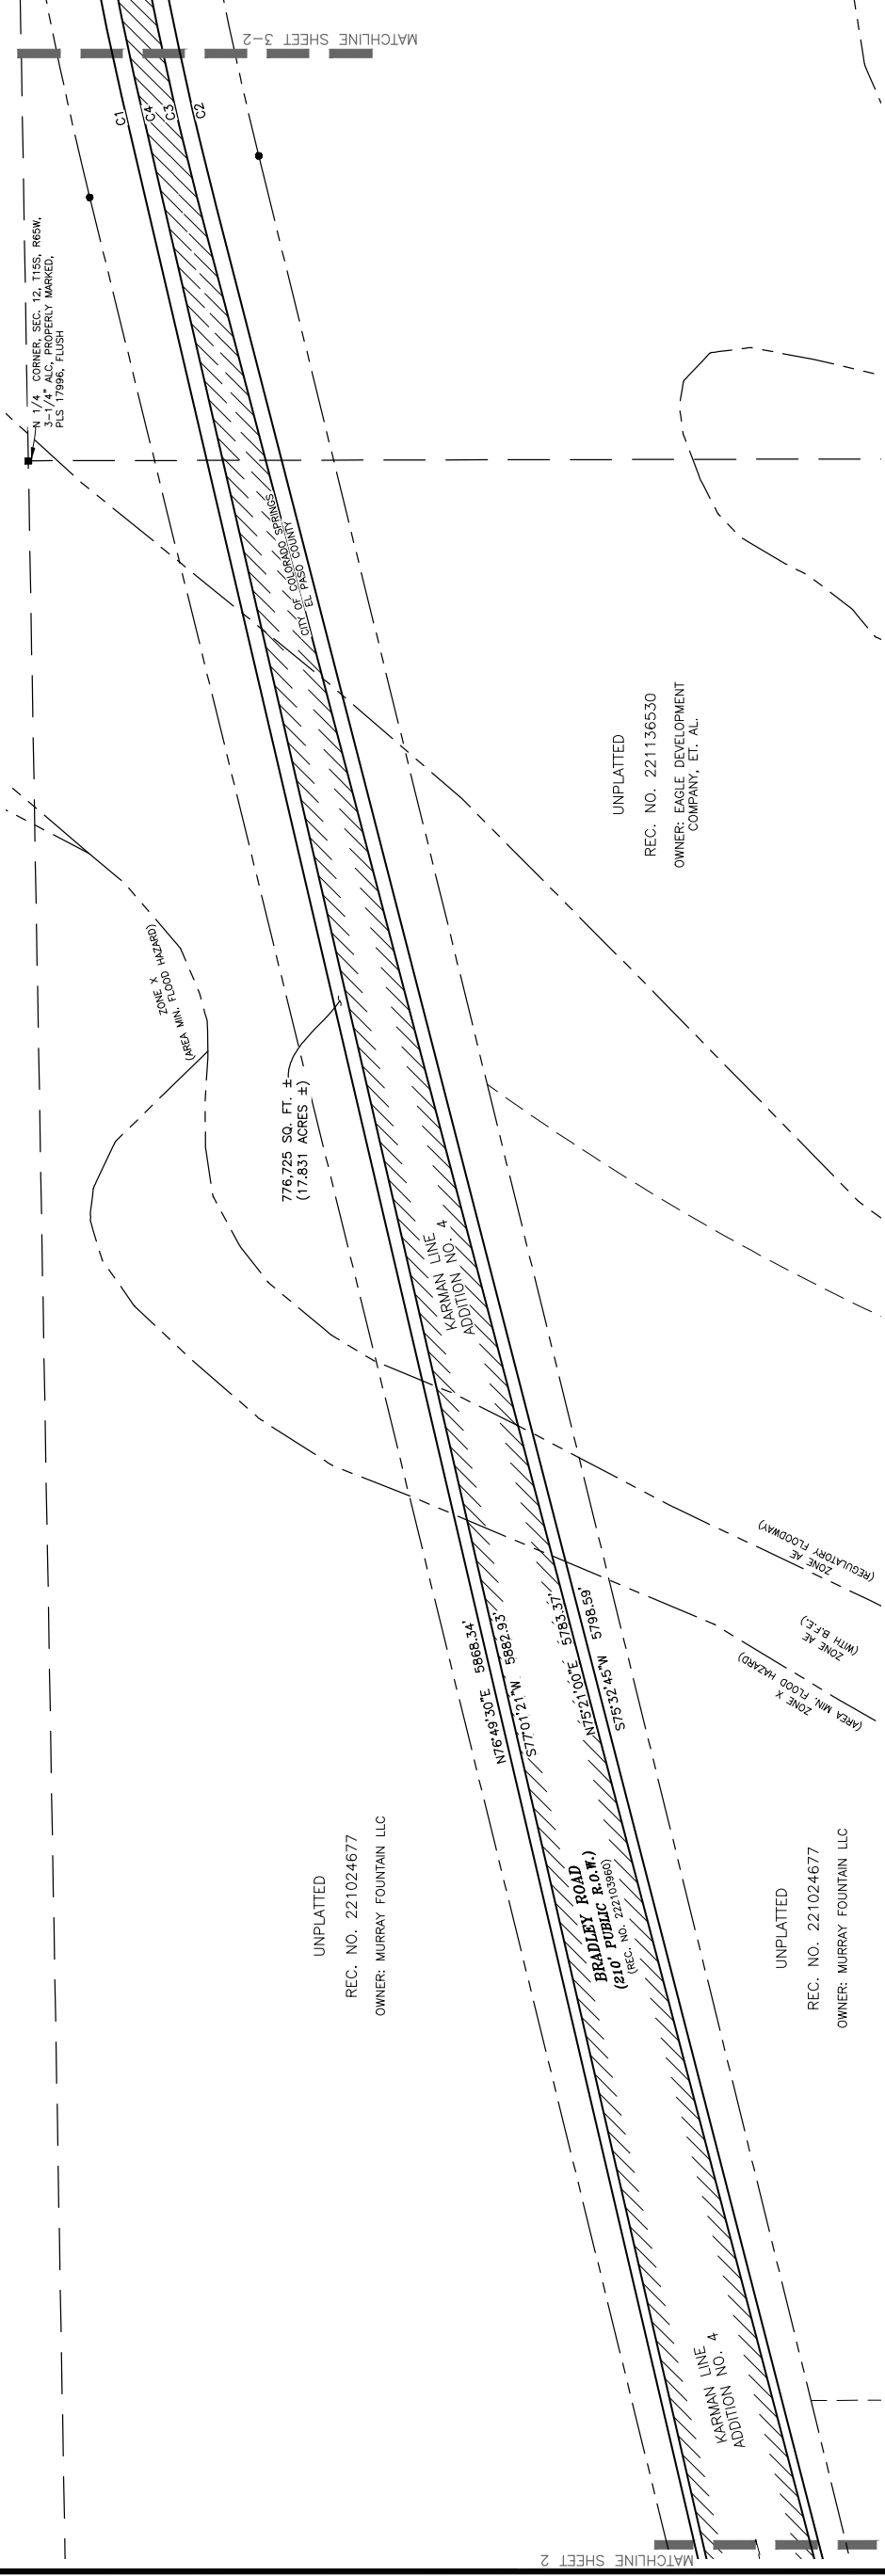 MATCHLINE SHEET 3-2
C1
C4
C3
C2
N 1/4 CORNER, SEC. 12, T15S, R65W,
3-1/4" ALC, PROPERLY MARKED,
PLS 17996, FLUSH
CITY OF COLORADO SPRINGS
EL PASO COUNTY
UNPLATTED
REC. NO. 221136530
OWNER: EAGLE DEVELOPMENT
COMPANY, ET. AL.
ZONE X
(AREA MIN. FLOOD HAZARD)
776,725 SQ. FT. ±
(17.831 ACRES ±)
KARMAN LINE
ADDITION NO. 4
ZONE AE
(REGULATORY FLOODWAY)
ZONE AE
(WITH B.F.E.)
ZONE X
(AREA MIN. FLOOD HAZARD)
N76°49'30"E 5868.34'
S77°01'21"W 5882.93'
N75°21'00"E 5783.37'
S75°32'45"W 5798.59'
UNPLATTED
REC. NO. 221024677
OWNER: MURRAY FOUNTAIN LLC
BRADLEY ROAD
(210' PUBLIC R.O.W.)
(REC. NO. 222103960)
UNPLATTED
REC. NO. 221024677
OWNER: MURRAY FOUNTAIN LLC
KARMAN LINE
ADDITION NO. 4
MATCHLINE SHEET 2